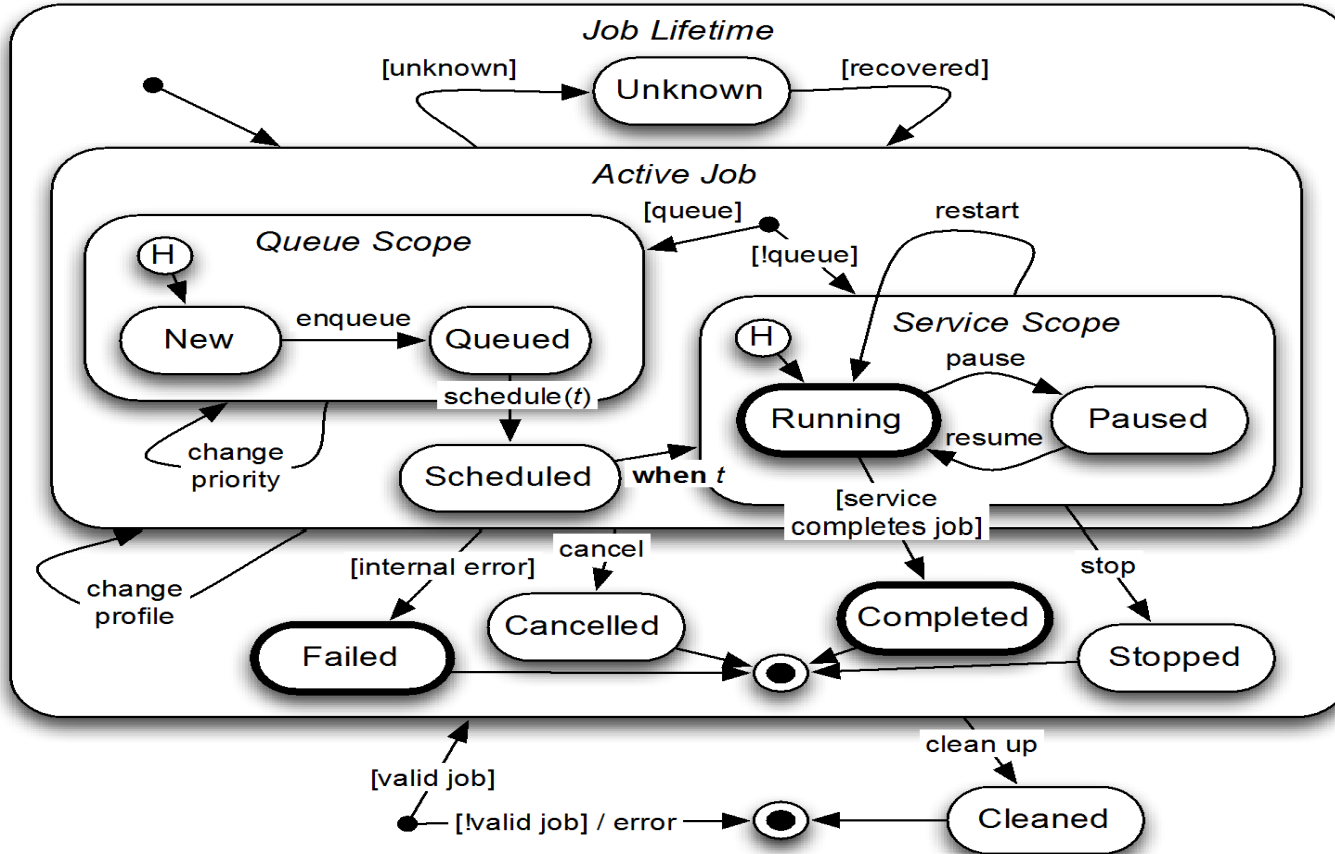 Job Lifetime
[unknown]
Unknown
[recovered]
Active Job
[queue]
restart
Queue Scope
[!queue]
H
New
enqueue
Queued
Service Scope
H
pause
schedule(t)
Running
Paused
resume
change
priority
Scheduled
when t
[service
completes job]
cancel
[internal error]
stop
change
profile
Failed
Cancelled
Completed
Stopped
clean up
[valid job]
[!valid job] / error
Cleaned